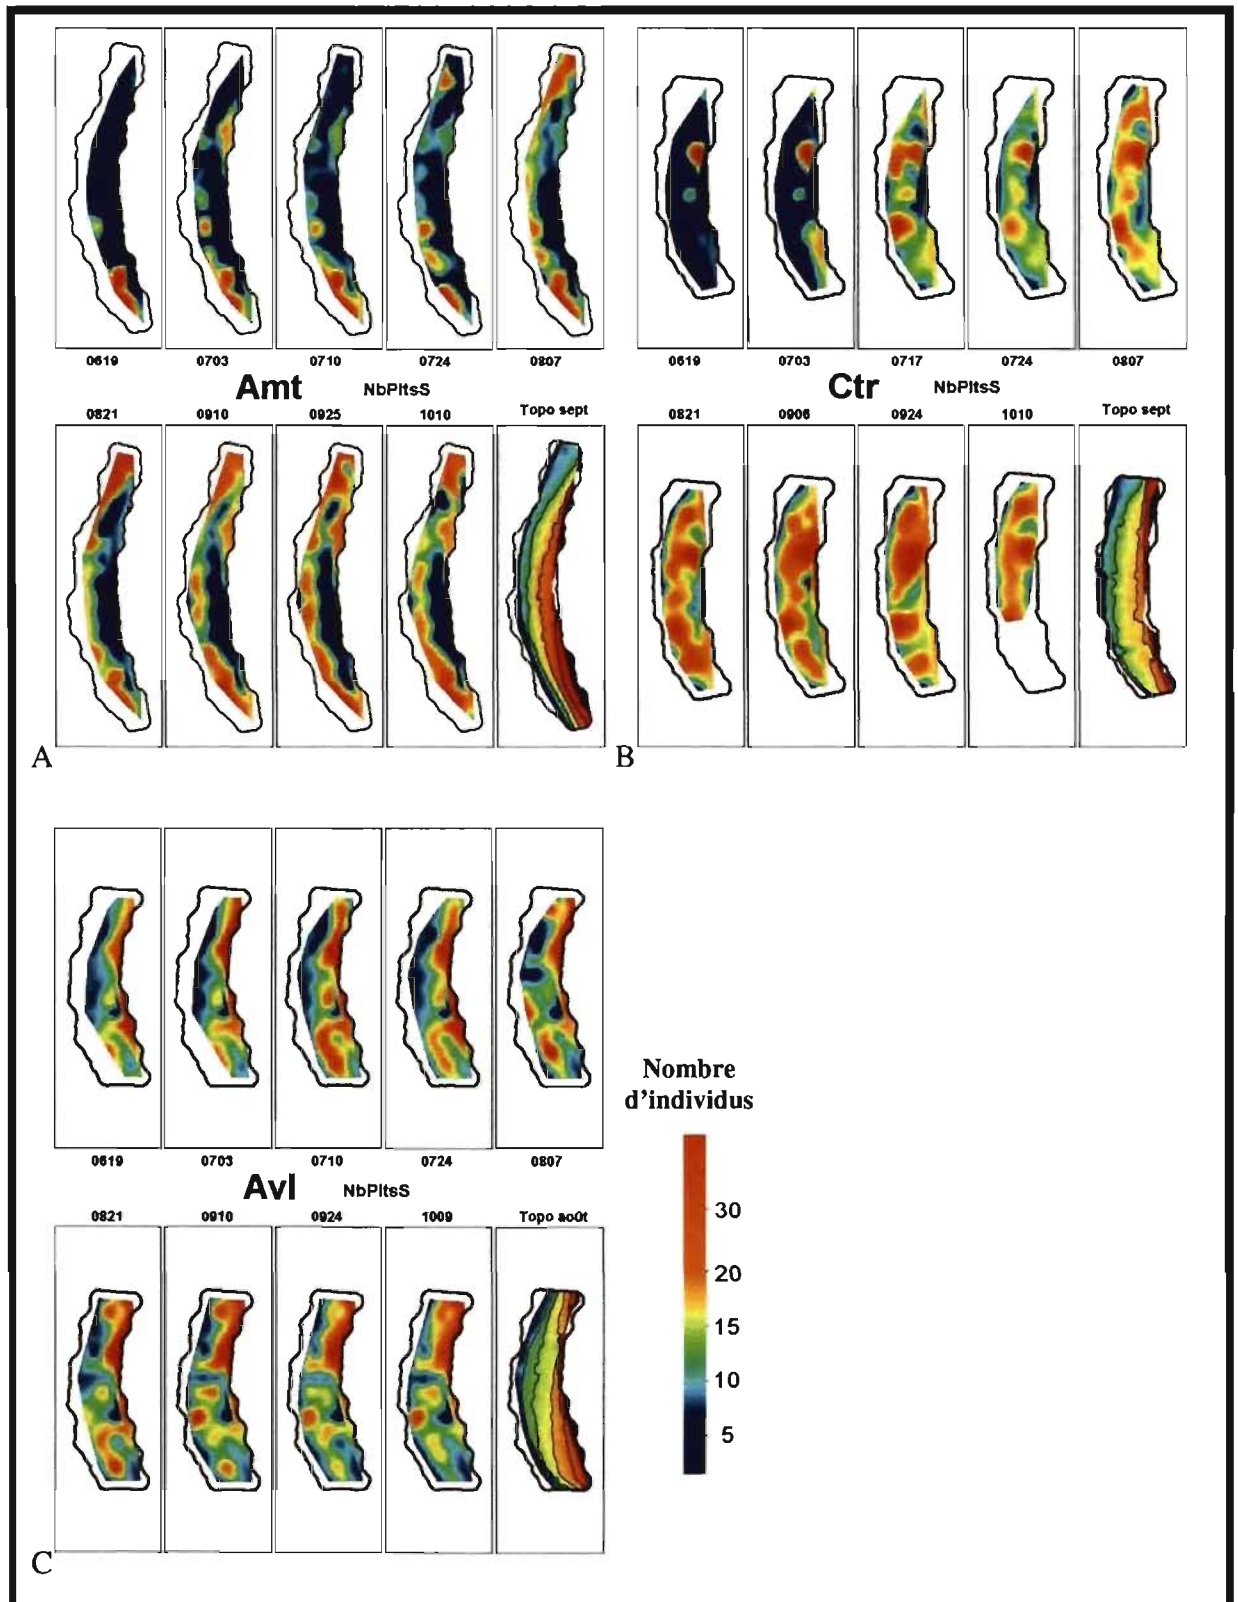 0619 0703 0710 0724 0807
Amt NbPltsS
0821 0910 0925 1010 Topo sept
A
0619 0703 0717 0724 0807
Ctr NbPltsS
0821 0906 0924 1010 Topo sept
B
0619 0703 0710 0724 0807
Avl NbPltsS
0821 0910 0924 1009 Topo août
C
Nombre
d'individus
30
20
15
10
5